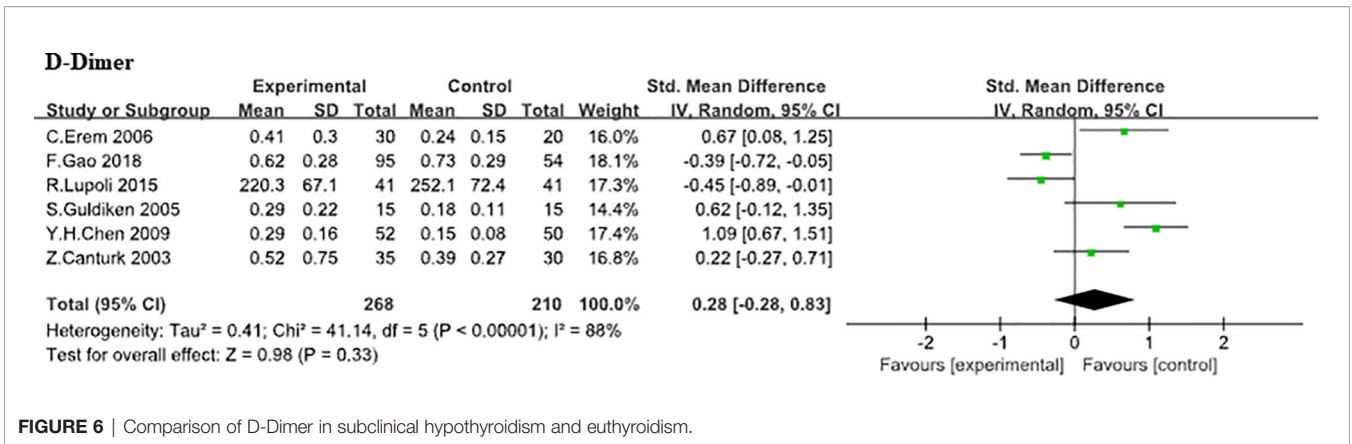 D-Dimer
Experimental Control Std. Mean Difference Std. Mean Difference
Study or Subgroup Mean SD Total Mean SD Total Weight IV, Random, 95% CI IV, Random, 95% CI
C.Erem 2006 0.41 0.3 30 0.24 0.15 20 16.0% 0.67 [0.08, 1.25]
F.Gao 2018 0.62 0.28 95 0.73 0.29 54 18.1% -0.39 [-0.72, -0.05]
R.Lupoli 2015 220.3 67.1 41 252.1 72.4 41 17.3% -0.45 [-0.89, -0.01]
S.Guldiken 2005 0.29 0.22 15 0.18 0.11 15 14.4% 0.62 [-0.12, 1.35]
Y.H.Chen 2009 0.29 0.16 52 0.15 0.08 50 17.4% 1.09 [0.67, 1.51]
Z.Canturk 2003 0.52 0.75 35 0.39 0.27 30 16.8% 0.22 [-0.27, 0.71]
Total (95% CI) 268 210 100.0% 0.28 [-0.28, 0.83]
Heterogeneity: Tau² = 0.41; Chi² = 41.14, df = 5 (P < 0.00001); I² = 88%
Test for overall effect: Z = 0.98 (P = 0.33)
-2 -1 0 1 2
Favours [experimental] Favours [control]
FIGURE 6 | Comparison of D-Dimer in subclinical hypothyroidism and euthyroidism.